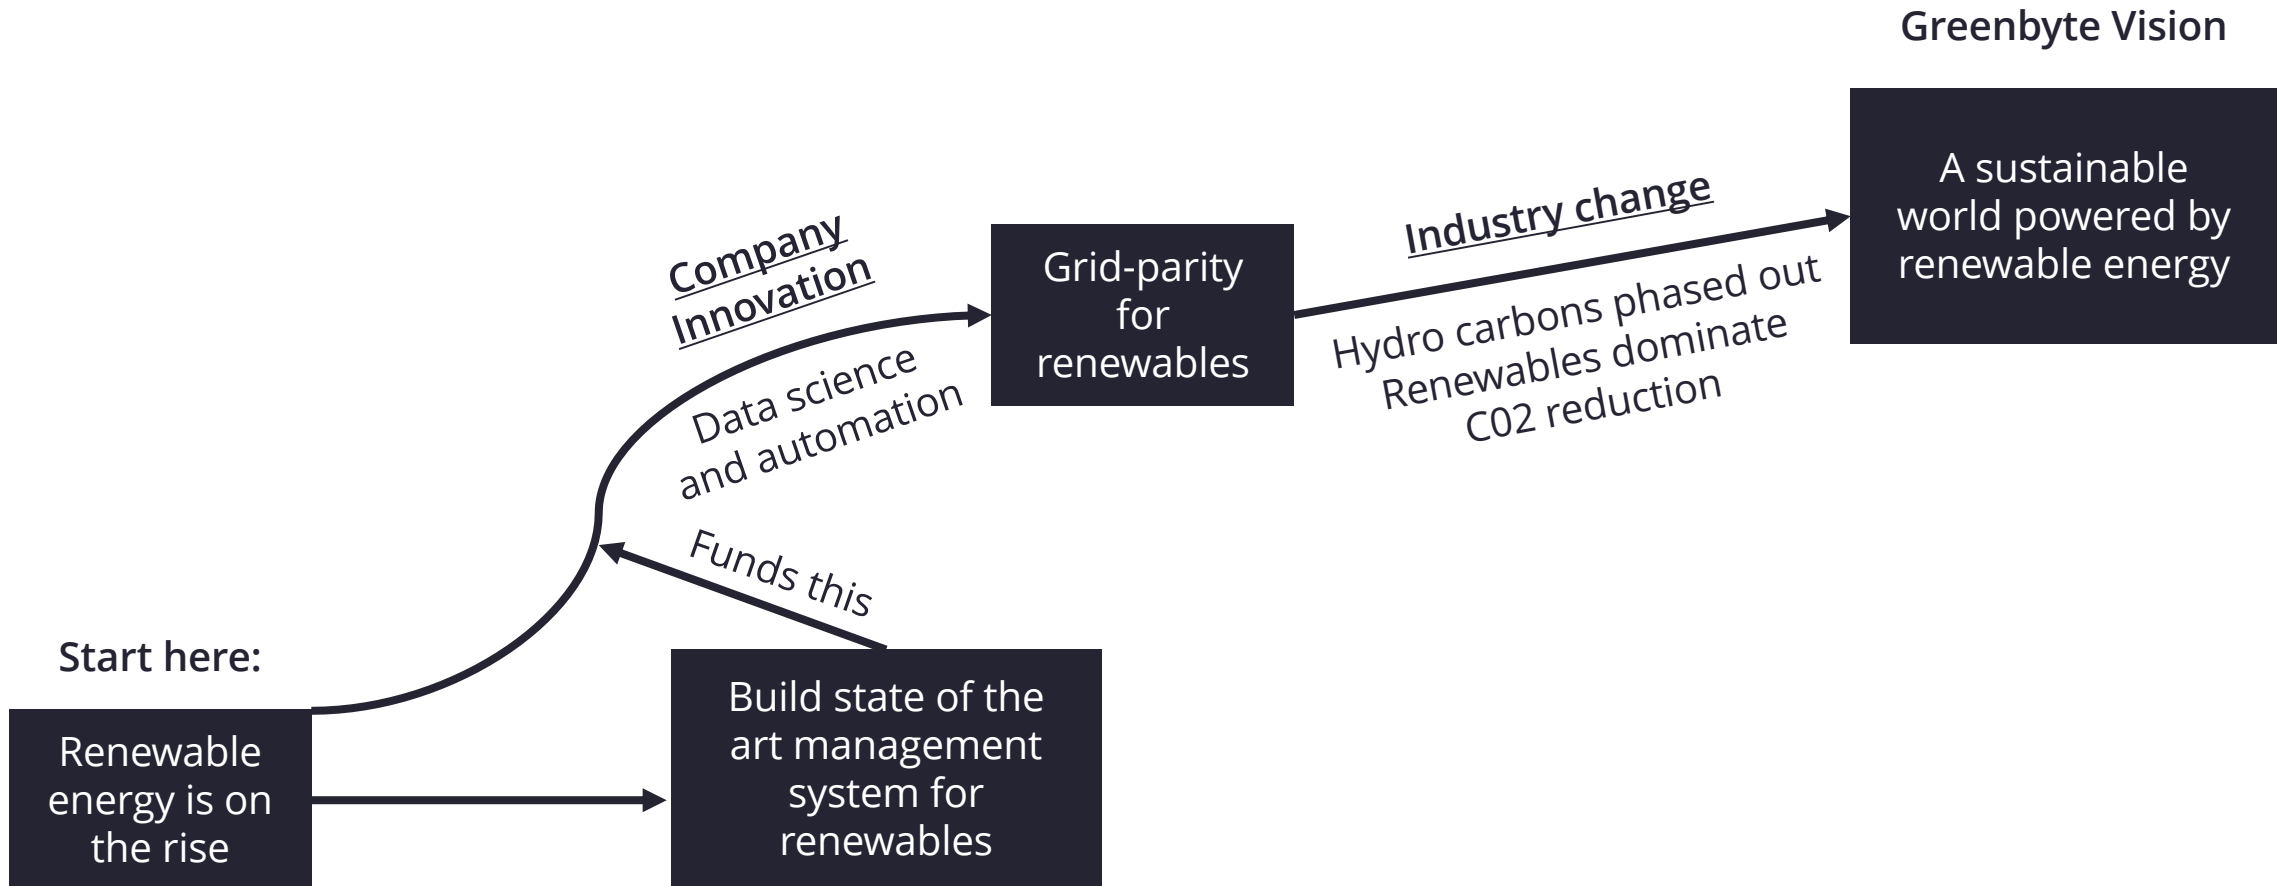 Greenbyte Vision
A sustainable
world powered by
renewable energy
Industry change
Hydro carbons phased out
Renewables dominate
C02 reduction
Grid-parity
for
renewables
Company
Innovation
Data science
and automation
Funds this
Start here:
Renewable
energy is on
the rise
Build state of the
art management
system for
renewables